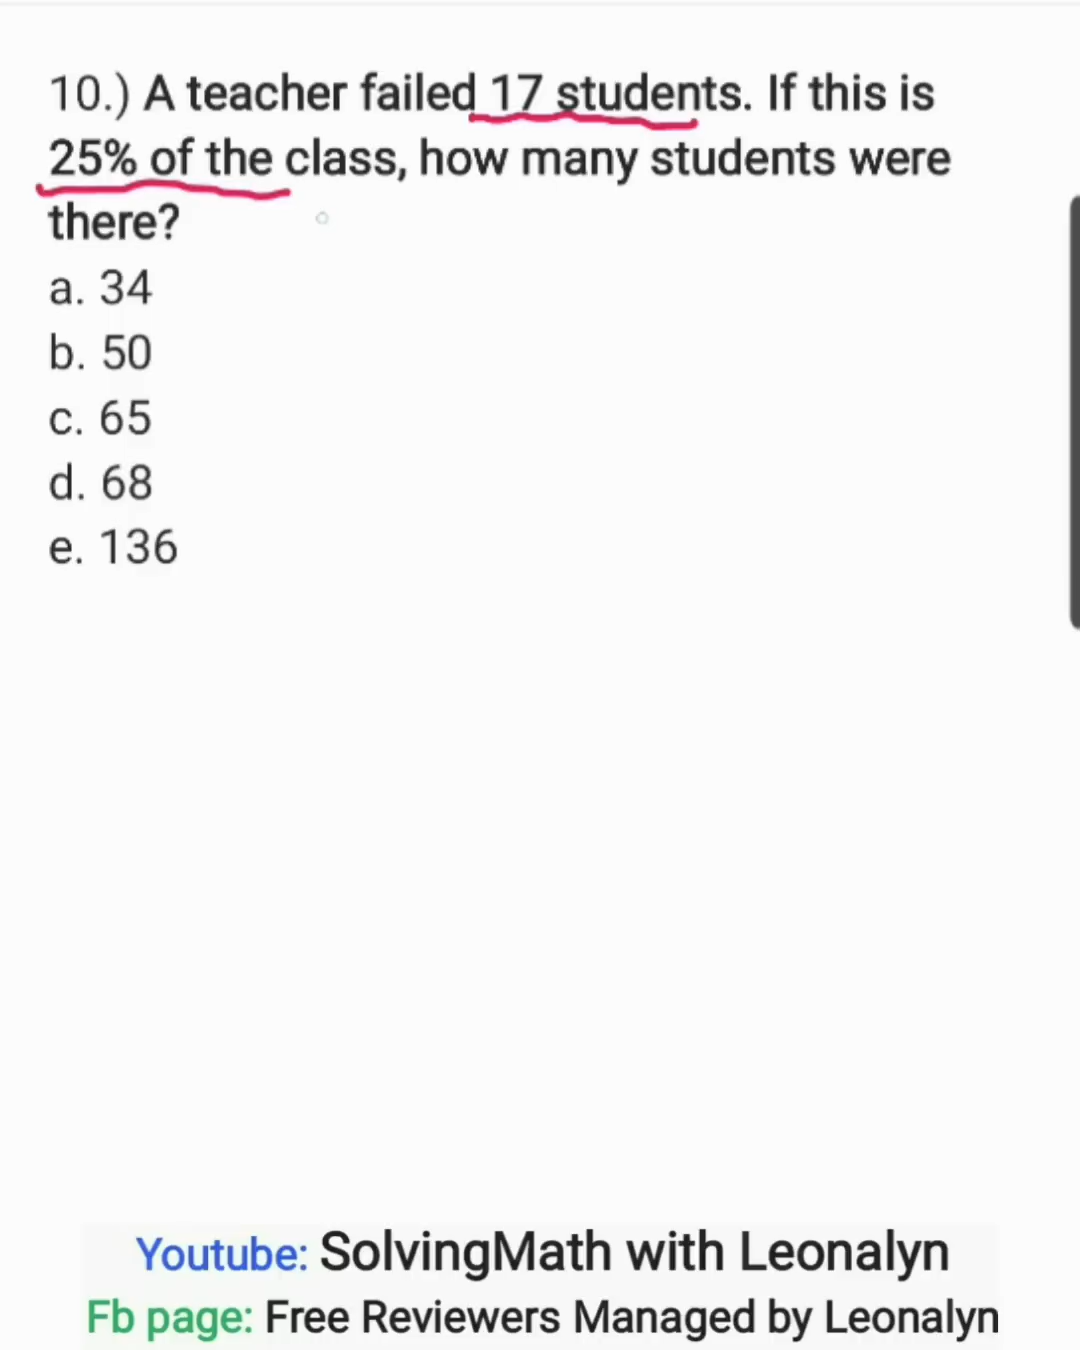 10.) A teacher failed 17 students. If this is
25% of the class, how many students were
there?
a. 34
b. 50
c. 65
d. 68
e. 136
Youtube: SolvingMath with Leonalyn
Fb page: Free Reviewers Managed by Leonalyn